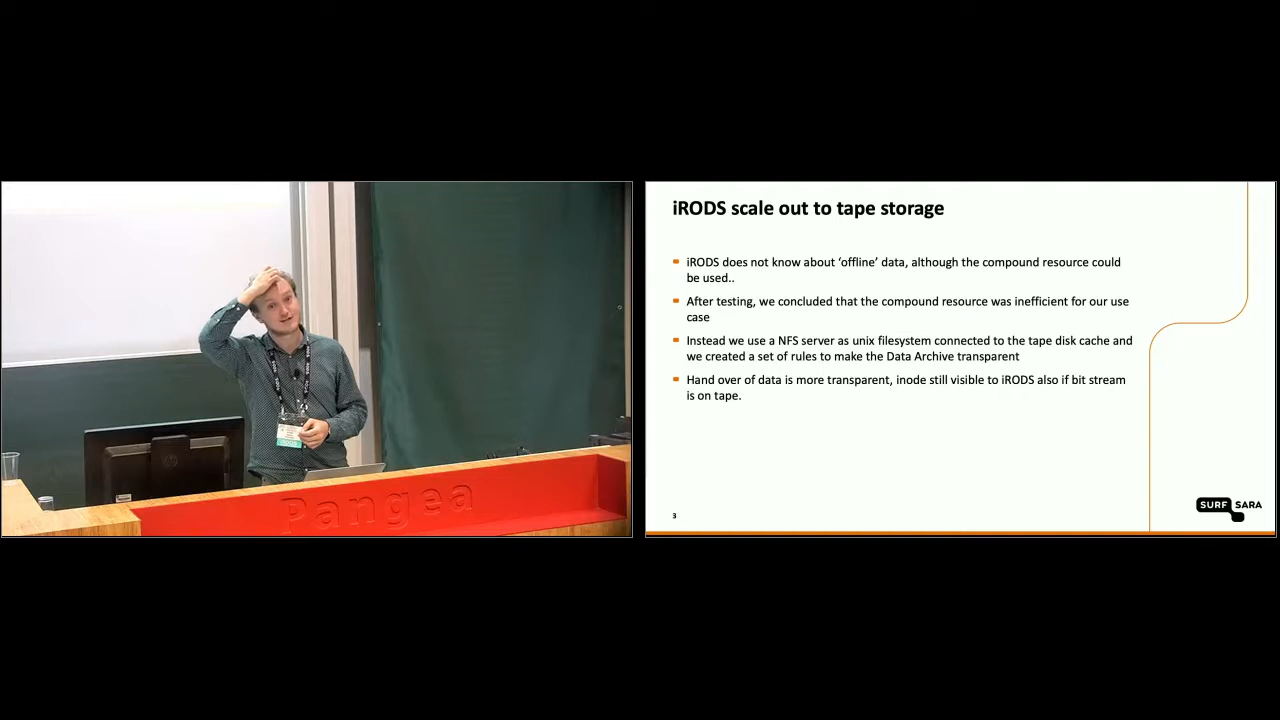 Pangea
iRODS scale out to tape storage
iRODS does not know about ‘offline’ data, although the compound resource could
be used..
After testing, we concluded that the compound resource was inefficient for our use
case
Instead we use a NFS server as unix filesystem connected to the tape disk cache and
we created a set of rules to make the Data Archive transparent
Hand over of data is more transparent, inode still visible to iRODS also if bit stream
is on tape.
3
SURF SARA